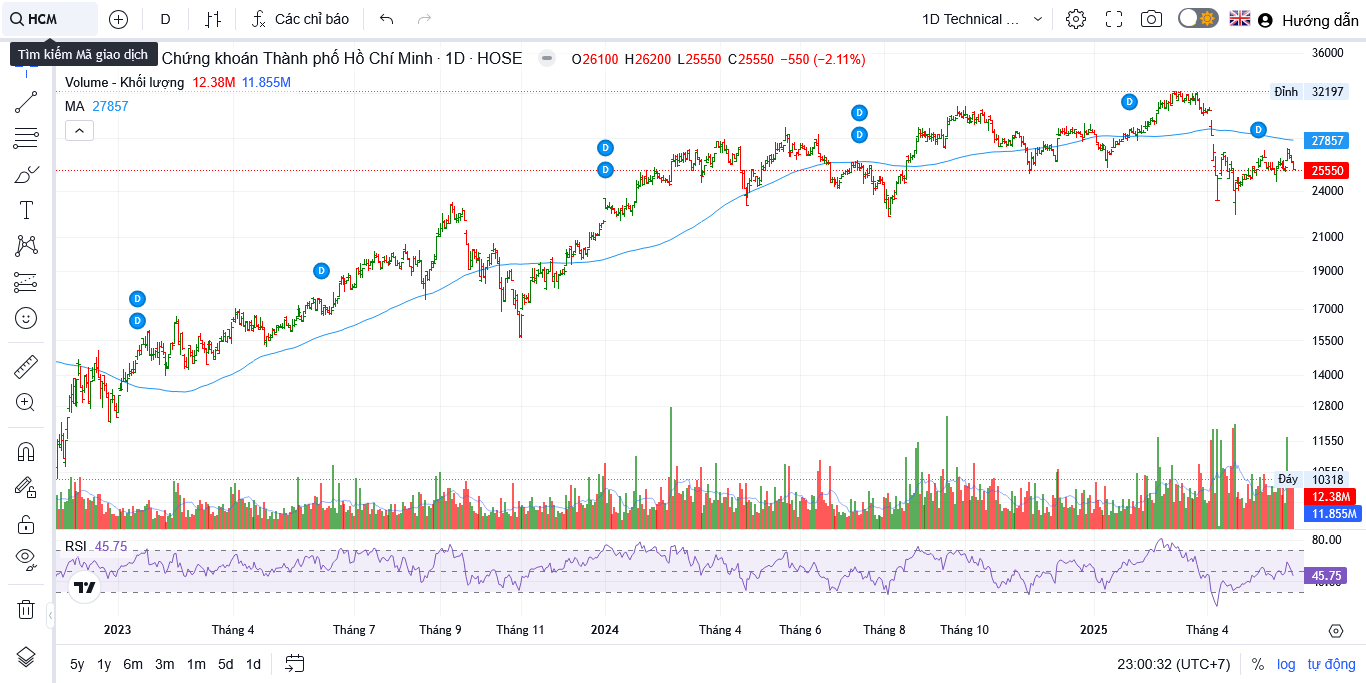 HCM
D
Các chỉ báo
1D Technical ...
Hướng dẫn
Tìm kiếm Mã giao dịch
Chứng khoán Thành phố Hồ Chí Minh · 1D · HOSE
O26100 H26200 L25550 C25550 −550 (−2.11%)
Volume - Khối lượng 12.38M 11.855M
MA 27857
36000
Đỉnh 32197
27857
25550
24000
21000
19000
17000
15500
14000
12800
11550
10550
Đáy 10318
12.38M
11.855M
D
D
D
D
D
D
D
D
D
RSI 45.75
80.00
45.75
2023
Tháng 4
Tháng 7
Tháng 9
Tháng 11
2024
Tháng 4
Tháng 6
Tháng 8
Tháng 10
2025
Tháng 4
5y 1y 6m 3m 1m 5d 1d
23:00:32 (UTC+7)
%
log
tự động